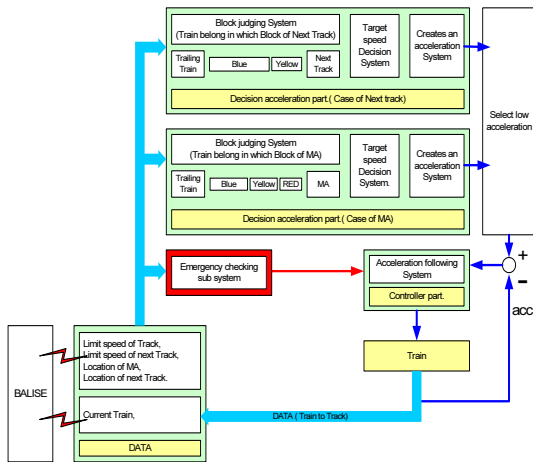 Block judging System
(Train belong in which Block of Next Track)
Trailing
Train
Blue
Yellow
Next
Track
Target
speed
Decision
System
Creates an
acceleration
System
Decision acceleration part.( Case of Next track)
Block judging System
(Train belong in which Block of MA)
Trailing
Train
Blue
Yellow
RED
MA
Target
speed
Decision
System.
Creates an
acceleration
System
Decision acceleration part.( Case of MA)
Select low
acceleration
Emergency checking
sub system
Acceleration following
System
Controller part.
+
-
acc
Train
BALISE
Limit speed of Track,
Limit speed of next Track,
Location of MA,
Location of next Track.
Current Train,
DATA
DATA ( Train to Track)